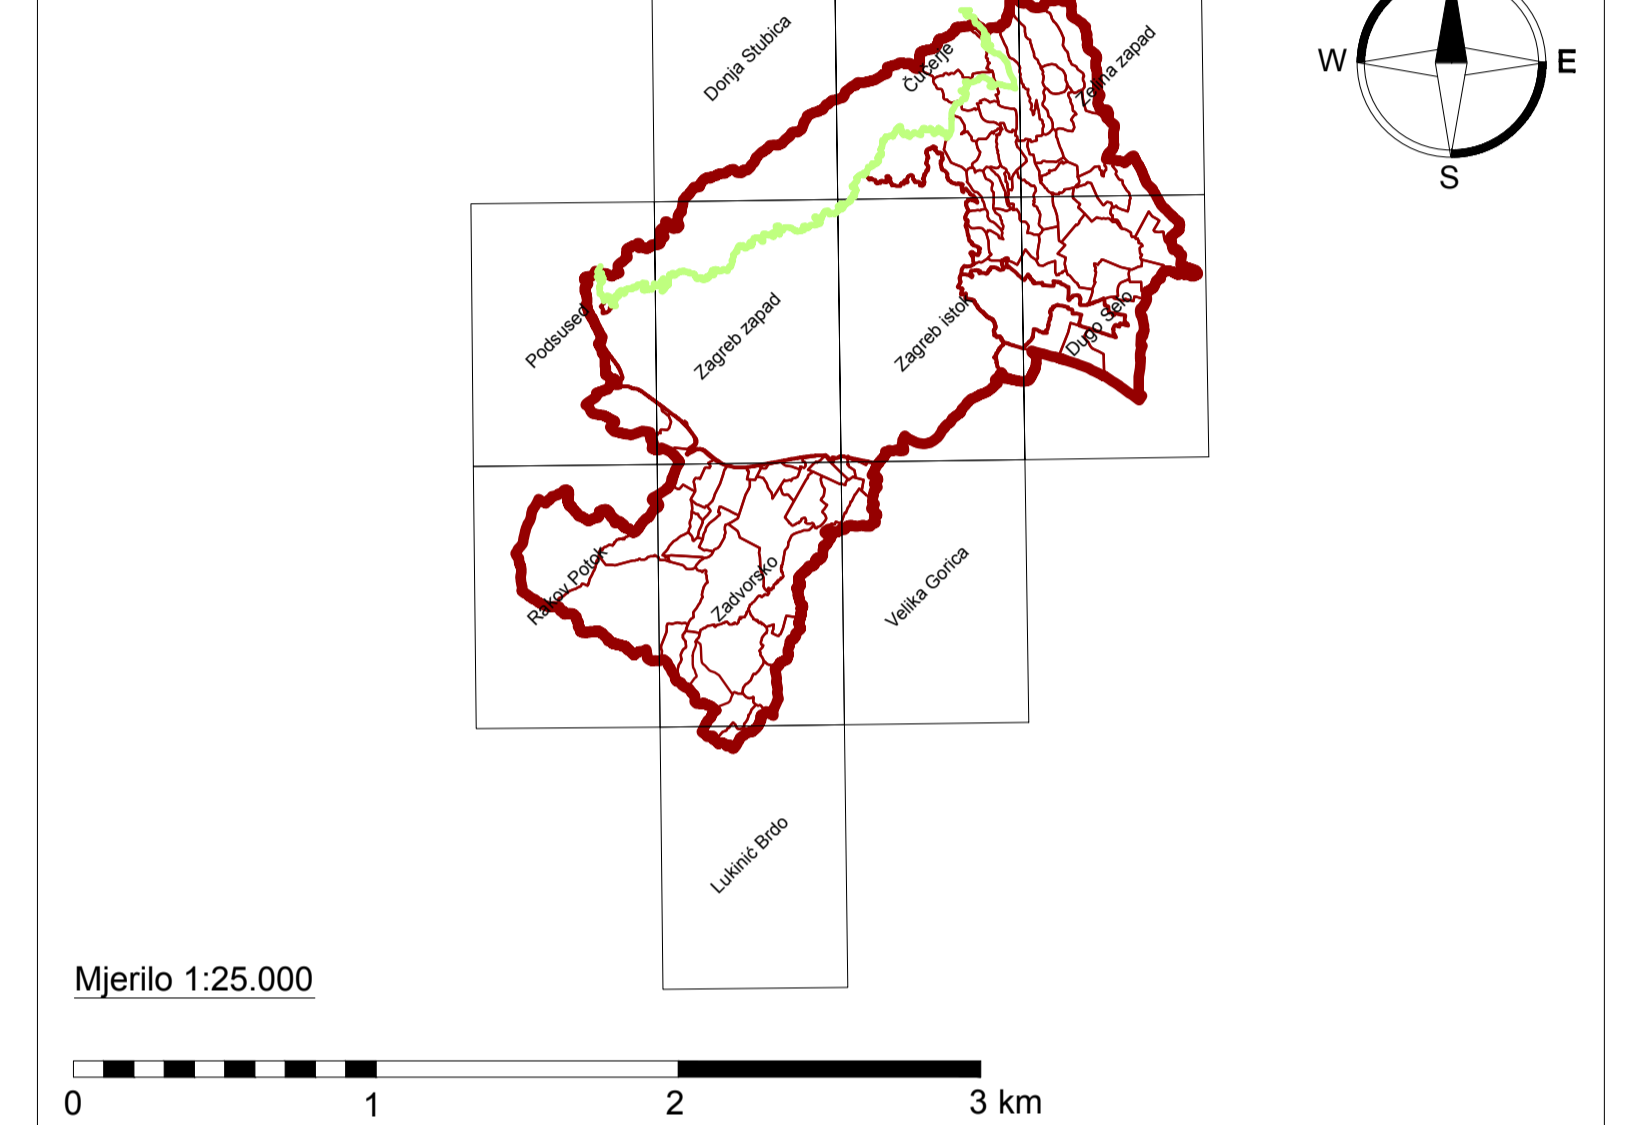 Donja Stubica
Čučerje
Zelina zapad
W
E
S
Podsused
Zagreb zapad
Zagreb istok
Dugo Selo
Rakov Potok
Zadvorsko
Velika Gorica
Lukinić Brdo
Mjerilo 1:25.000
0 1 2 3 km